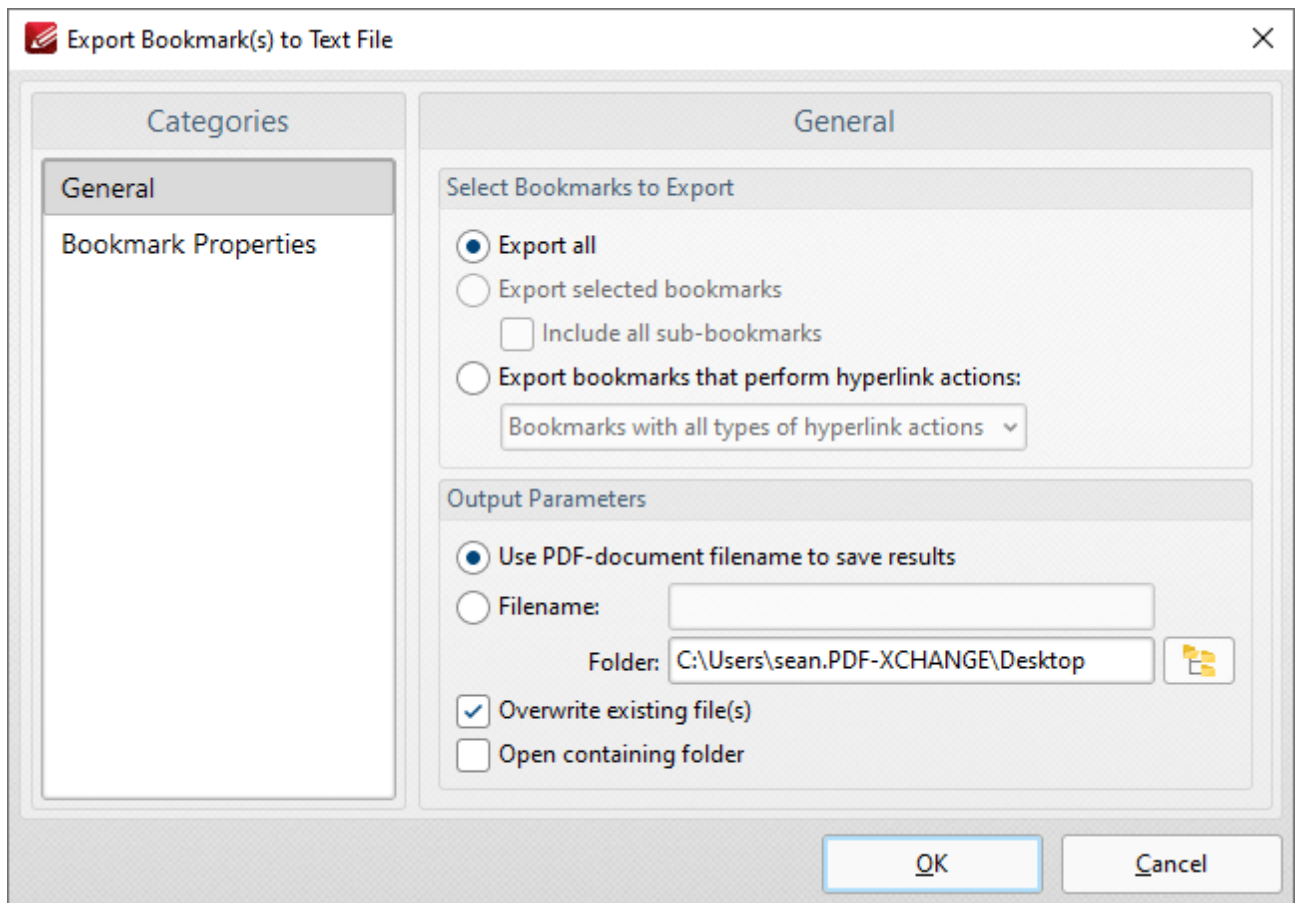 Export Bookmark(s) to Text File
Categories
General
Bookmark Properties
General
Select Bookmarks to Export
Export all
Export selected bookmarks
Include all sub-bookmarks
Export bookmarks that perform hyperlink actions:
Bookmarks with all types of hyperlink actions
Output Parameters
Use PDF-document filename to save results
Filename:
Folder: C:\Users\sean.PDF-XCHANGE\Desktop
Overwrite existing file(s)
Open containing folder
OK Cancel